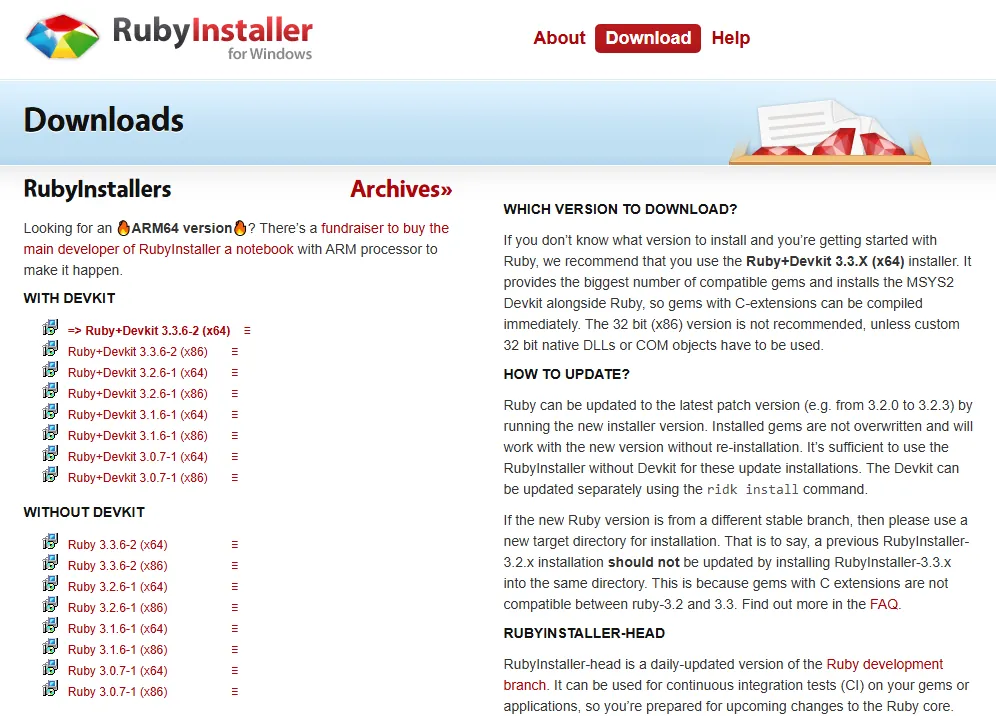 RubyInstaller
for Windows
About Download Help
Downloads
RubyInstallers Archives»
Looking for an 🔥ARM64 version🔥? There's a fundraiser to buy the
main developer of RubyInstaller a notebook with ARM processor to
make it happen.
WITH DEVKIT
=> Ruby+Devkit 3.3.6-2 (x64)
Ruby+Devkit 3.3.6-2 (x86)
Ruby+Devkit 3.2.6-1 (x64)
Ruby+Devkit 3.2.6-1 (x86)
Ruby+Devkit 3.1.6-1 (x64)
Ruby+Devkit 3.1.6-1 (x86)
Ruby+Devkit 3.0.7-1 (x64)
Ruby+Devkit 3.0.7-1 (x86)
WITHOUT DEVKIT
Ruby 3.3.6-2 (x64)
Ruby 3.3.6-2 (x86)
Ruby 3.2.6-1 (x64)
Ruby 3.2.6-1 (x86)
Ruby 3.1.6-1 (x64)
Ruby 3.1.6-1 (x86)
Ruby 3.0.7-1 (x64)
Ruby 3.0.7-1 (x86)
WHICH VERSION TO DOWNLOAD?
If you don't know what version to install and you're getting started with
Ruby, we recommend that you use the Ruby+Devkit 3.3.X (x64) installer. It
provides the biggest number of compatible gems and installs the MSYS2
Devkit alongside Ruby, so gems with C-extensions can be compiled
immediately. The 32 bit (x86) version is not recommended, unless custom
32 bit native DLLs or COM objects have to be used.
HOW TO UPDATE?
Ruby can be updated to the latest patch version (e.g. from 3.2.0 to 3.2.3) by
running the new installer version. Installed gems are not overwritten and will
work with the new version without re-installation. It's sufficient to use the
RubyInstaller without Devkit for these update installations. The Devkit can
be updated separately using the ridk install command.
If the new Ruby version is from a different stable branch, then please use a
new target directory for installation. That is to say, a previous RubyInstaller-
3.2.x installation should not be updated by installing RubyInstaller-3.3.x
into the same directory. This is because gems with C extensions are not
compatible between ruby-3.2 and 3.3. Find out more in the FAQ.
RUBYINSTALLER-HEAD
RubyInstaller-head is a daily-updated version of the Ruby development
branch. It can be used for continuous integration tests (CI) on your gems or
applications, so you're prepared for upcoming changes to the Ruby core.